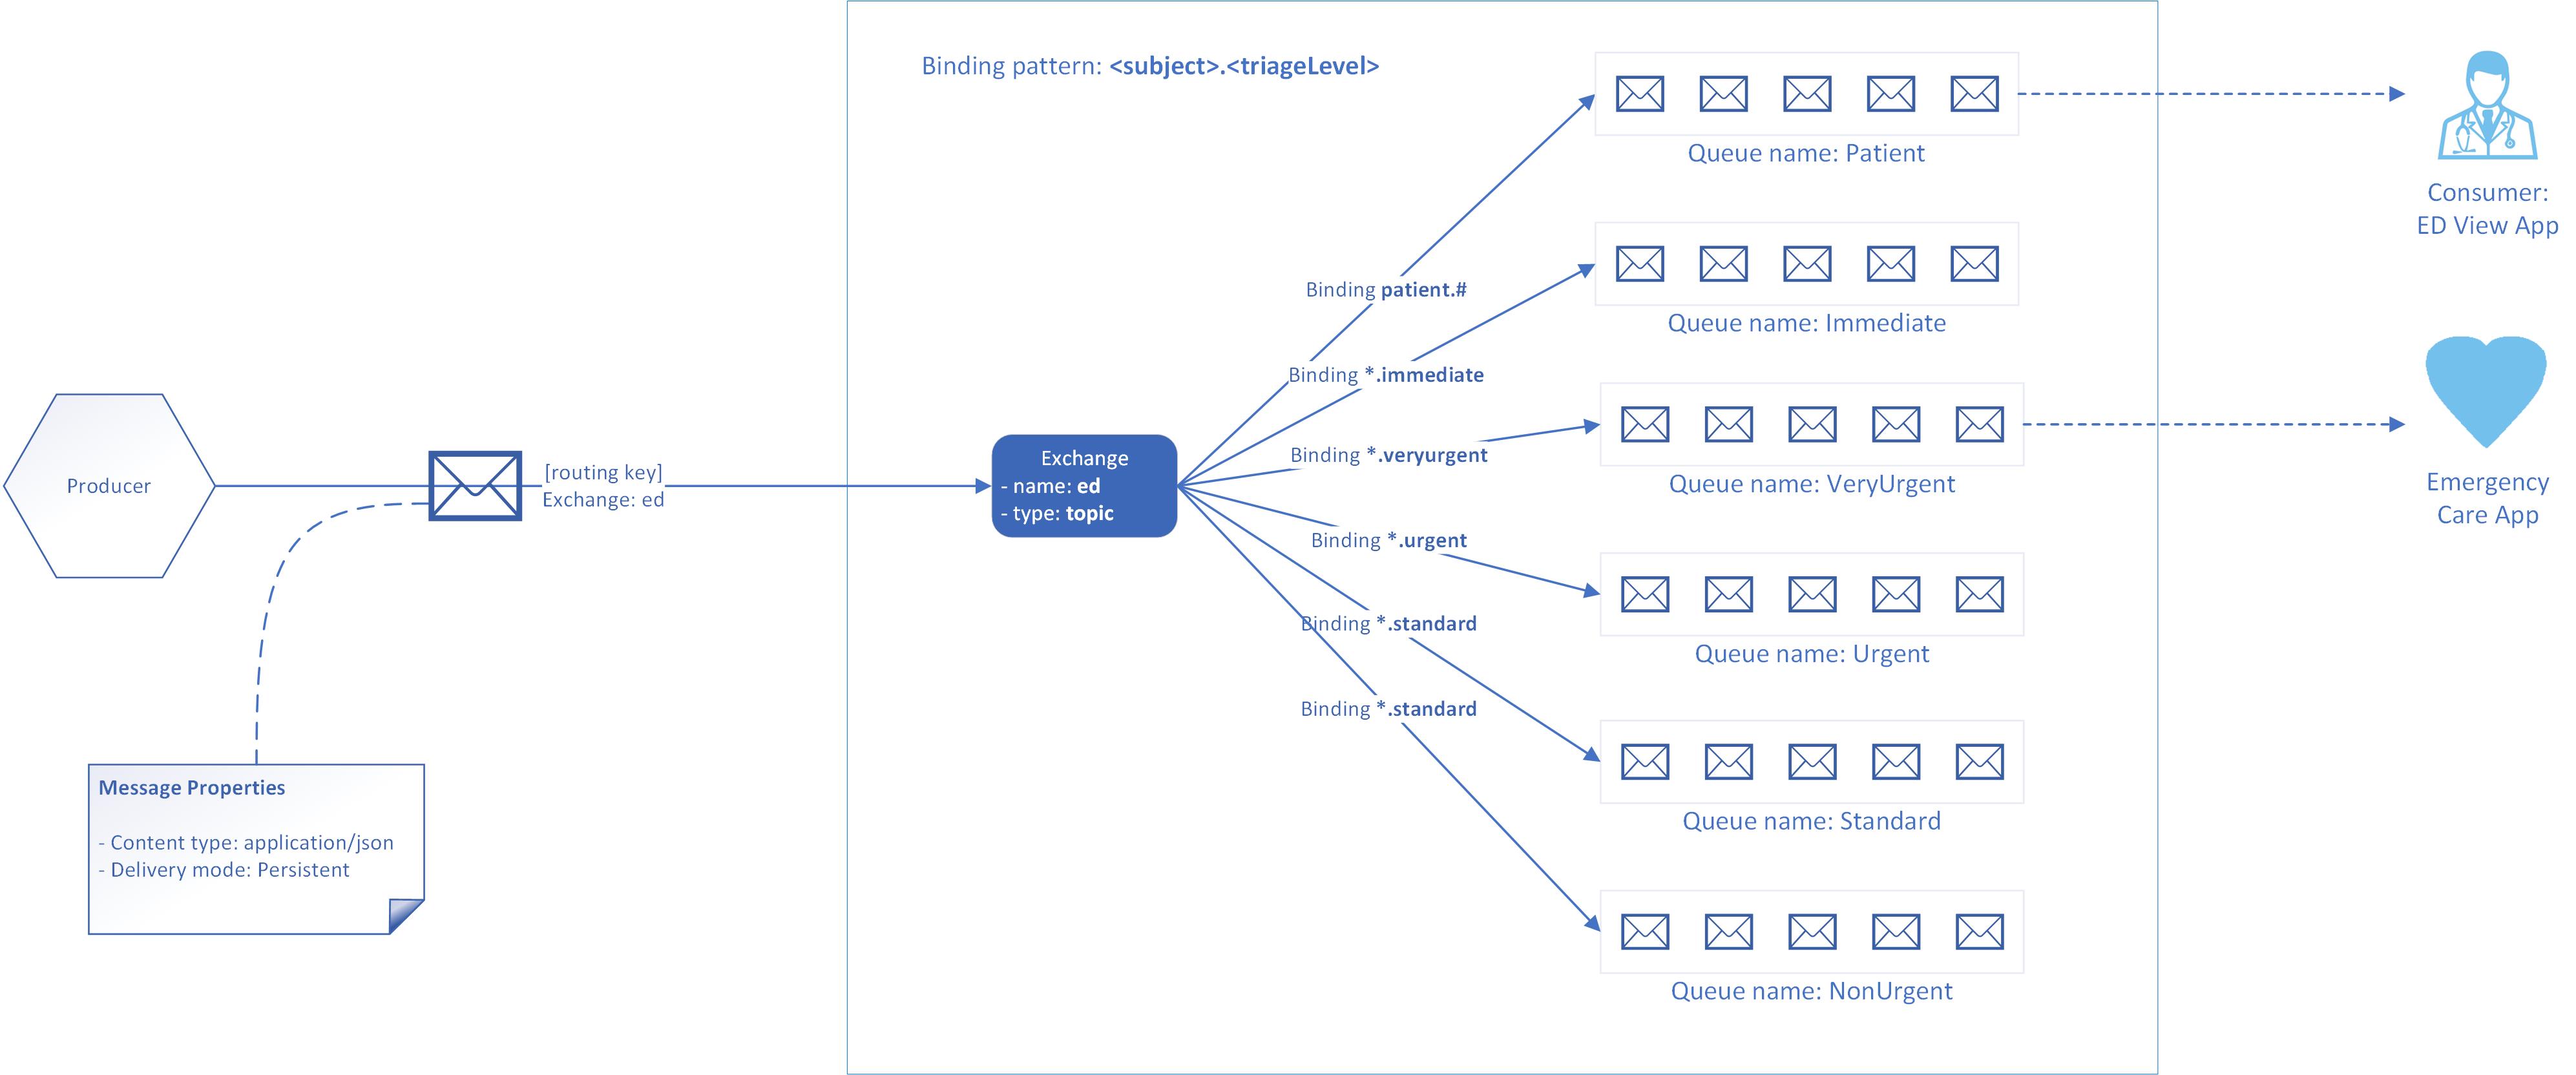 Binding pattern: <subject>.<triageLevel>
Queue name: Patient
Consumer:
ED View App
Binding patient.#
Queue name: Immediate
Binding *.immediate
Binding *.veryurgent
Queue name: VeryUrgent
Emergency
Care App
Producer
[routing key]
Exchange: ed
Exchange
- name: ed
- type: topic
Binding *.urgent
Queue name: Urgent
Binding *.standard
Binding *.standard
Queue name: Standard
Message Properties
- Content type: application/json
- Delivery mode: Persistent
Queue name: NonUrgent